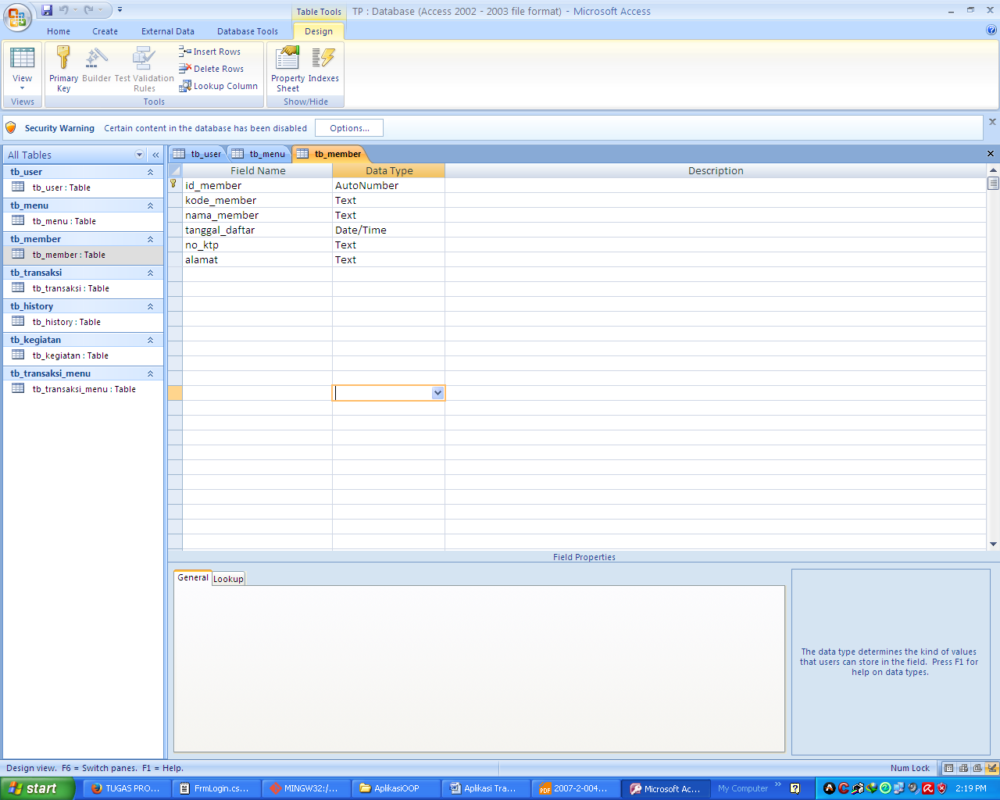 Table Tools
TP : Database (Access 2002 - 2003 file format) - Microsoft Access
Home
Create
External Data
Database Tools
Design
View
Views
Primary Key
Builder
Test Validation Rules
Insert Rows
Delete Rows
Lookup Column
Tools
Property Sheet
Indexes
Show/Hide
Security Warning
Certain content in the database has been disabled
Options...
All Tables
tb_user
tb_user : Table
tb_menu
tb_menu : Table
tb_member
tb_member : Table
tb_transaksi
tb_transaksi : Table
tb_history
tb_history : Table
tb_kegiatan
tb_kegiatan : Table
tb_transaksi_menu
tb_transaksi_menu : Table
tb_user
tb_menu
tb_member
Field Name
Data Type
Description
id_member
AutoNumber
kode_member
Text
nama_member
Text
tanggal_daftar
Date/Time
no_ktp
Text
alamat
Text
Field Properties
General
Lookup
The data type determines the kind of values
that users can store in the field. Press F1 for
help on data types.
Design view. F6 = Switch panes. F1 = Help.
Num Lock
start
TUGAS PRO...
FrmLogin.cs...
MINGW32:/...
AplikasiOOP
Aplikasi Tra...
PDF
2007-2-004...
Microsoft Ac...
My Computer
2:19 PM